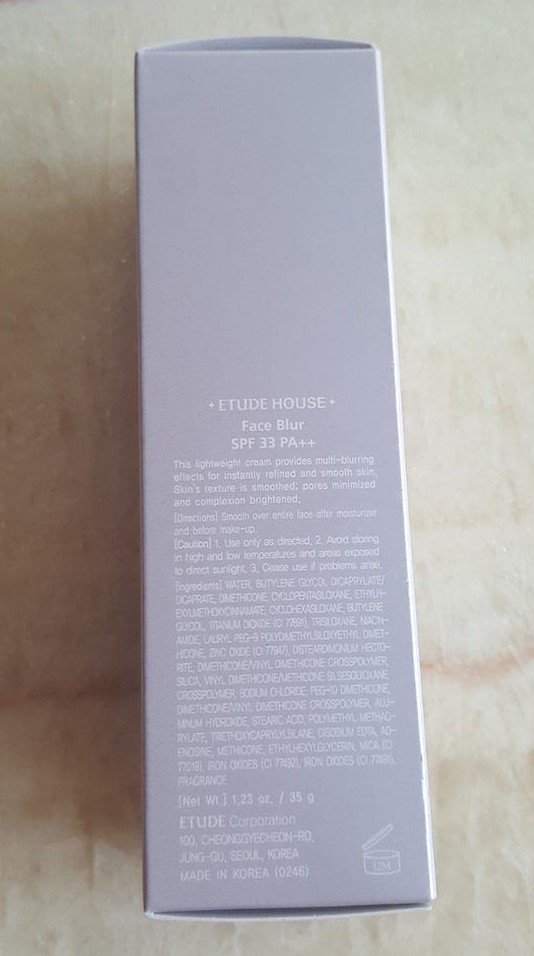 + ETUDE HOUSE +
Face Blur
SPF 33 PA++
This lightweight cream provides multi-blurring
effects for instantly refined and smooth skin.
Skin's texture is smoothed; pores minimized
and complexion brightened.
[Directions] Smooth over entire face after moisturizer
and before make-up.
[Caution] 1. Use only as directed. 2. Avoid storing
in high and low temperatures and areas exposed
to direct sunlight. 3. Cease use if problems arise.
[Ingredients] WATER, BUTYLENE GLYCOL DICAPRYLATE/
DICAPRATE, DIMETHICONE, CYCLOPENTASILOXANE, ETHYLH-
EXYLMETHOXYCINNAMATE, CYCLOHEXASILOXANE, BUTYLENE
GLYCOL, TITANIUM DIOXIDE (CI 77891), TRISILOXANE, NIACIN-
AMIDE, LAURYL PEG-9 POLYDIMETHYLSILOXYETHYL DIMET-
HICONE, ZINC OXIDE (CI 77947), DISTEARDIMONIUM HECTO-
RITE, DIMETHICONE/VINYL DIMETHICONE CROSSPOLYMER,
SILICA, VINYL DIMETHICONE/METHICONE SILSESQUIOXANE
CROSSPOLYMER, SODIUM CHLORIDE, PEG-10 DIMETHICONE,
DIMETHICONE/VINYL DIMETHICONE CROSSPOLYMER, ALU-
MINUM HYDROXIDE, STEARIC ACID, POLYMETHYL METHAC-
RYLATE, TRIETHOXYCAPRYLYLSILANE, DISODIUM EDTA, AD-
ENOSINE, METHICONE, ETHYLHEXYLGLYCERIN, MICA (CI
77019), IRON OXIDES (CI 77492), IRON OXIDES (CI 77491),
FRAGRANCE
[Net Wt.] 1.23 oz. / 35 g
ETUDE Corporation
100, CHEONGGYECHEON-RO,
JUNG-GU, SEOUL, KOREA
MADE IN KOREA (0246)
12M